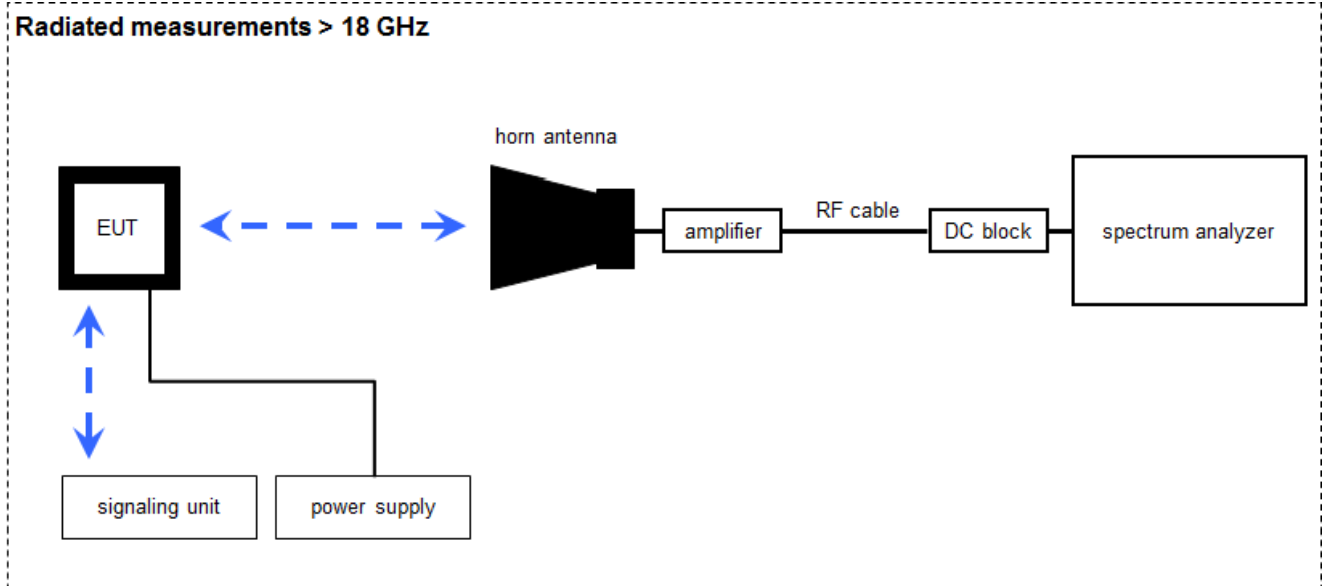 Radiated measurements > 18 GHz
horn antenna
EUT
amplifier
RF cable
DC block
spectrum analyzer
signaling unit
power supply